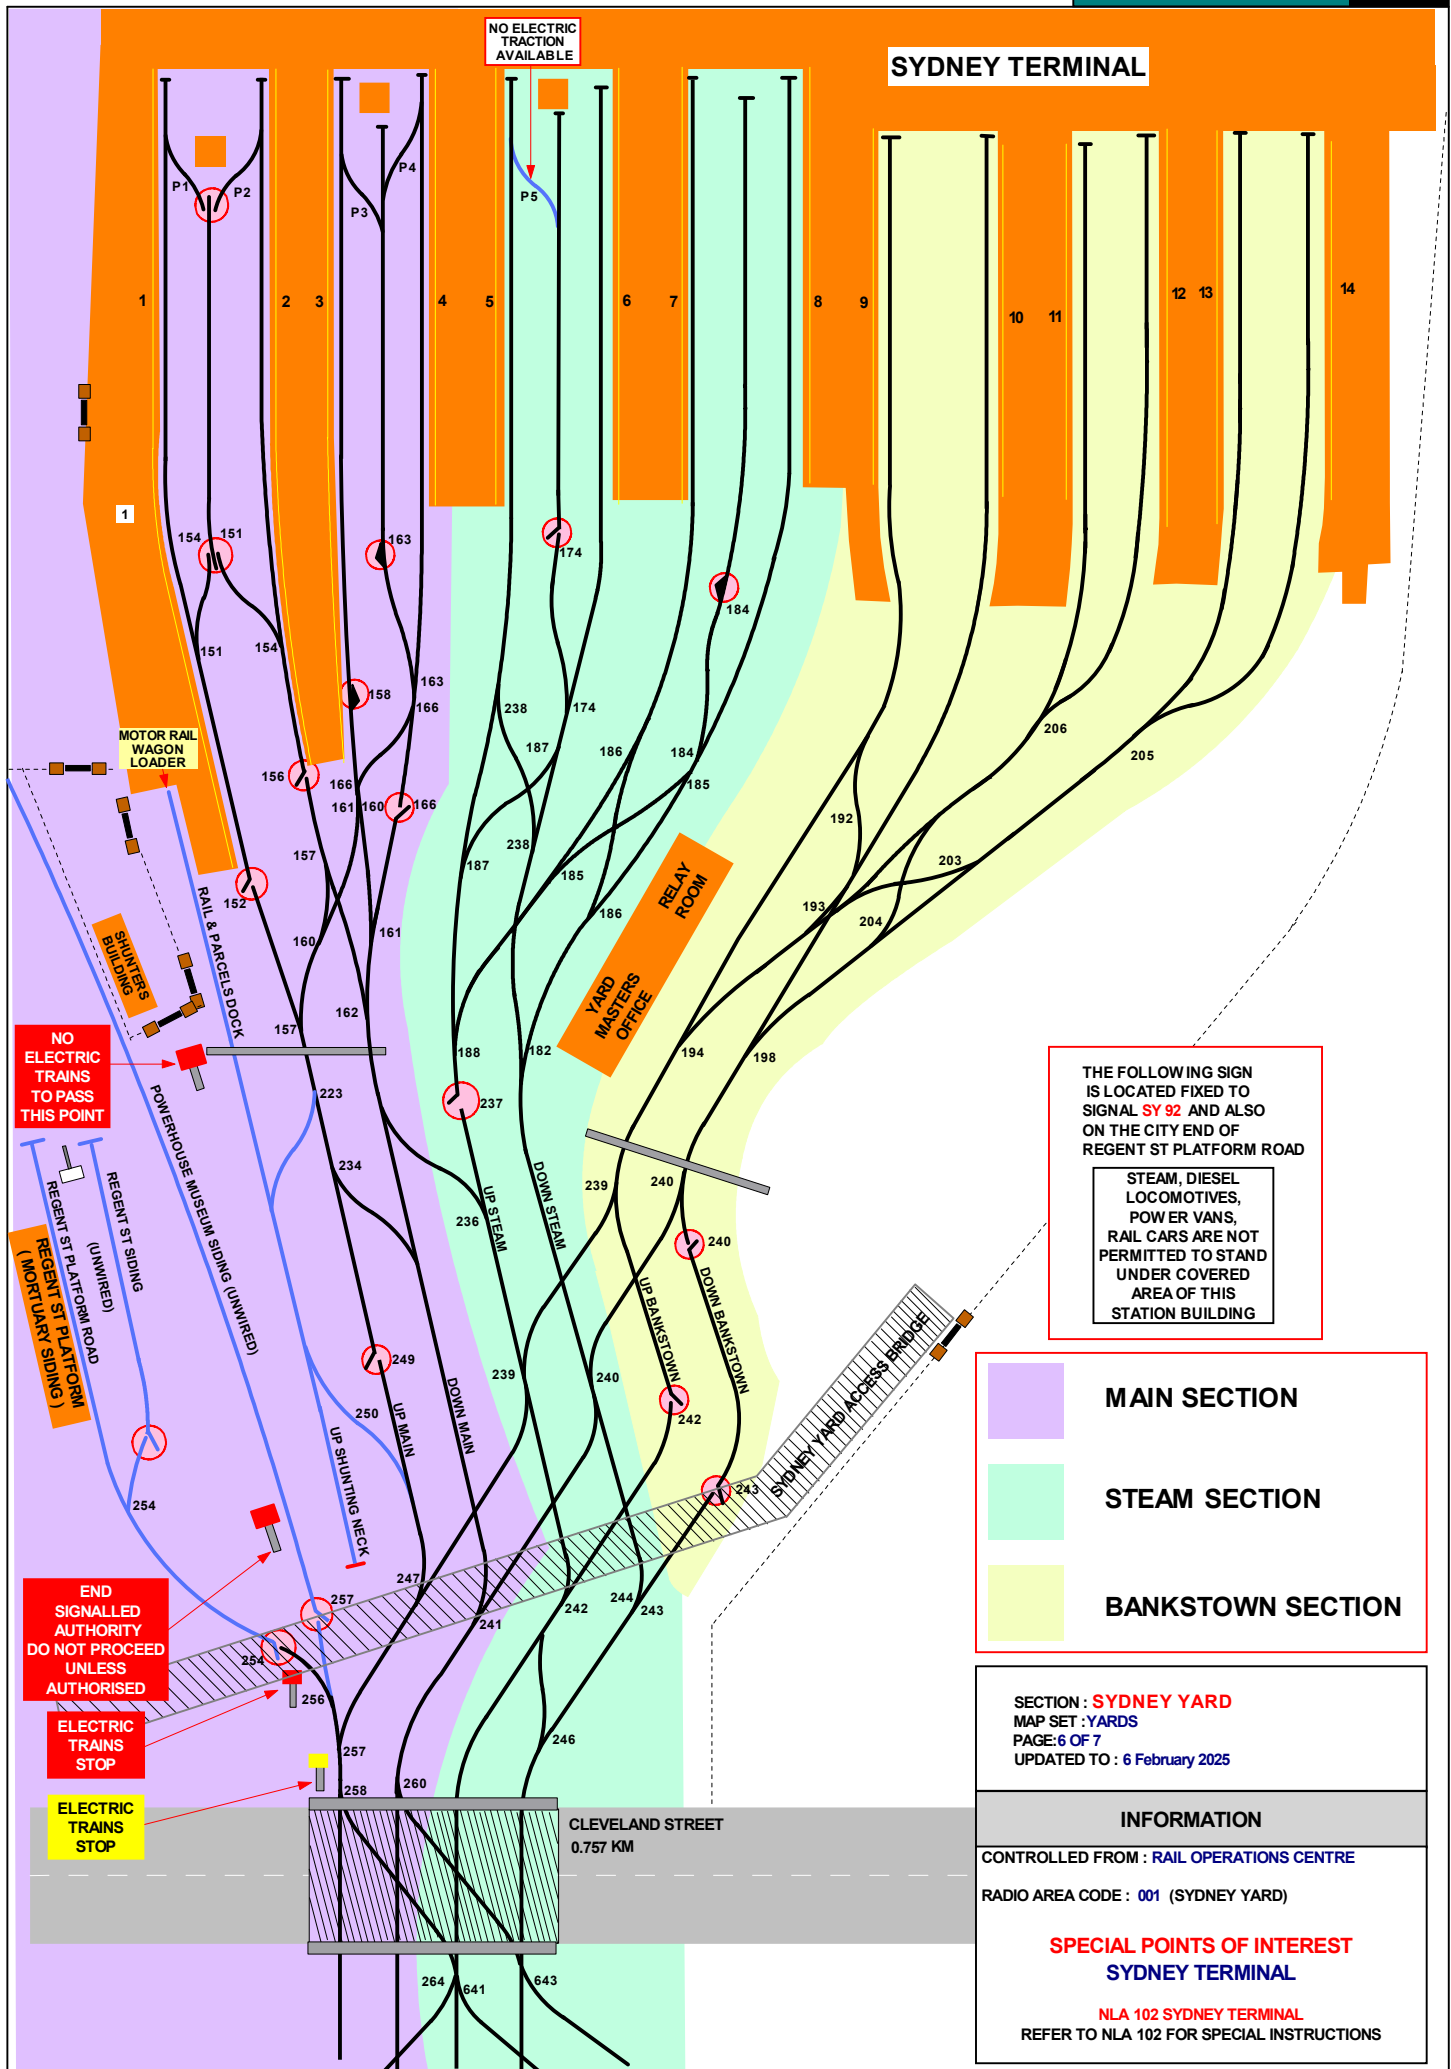 NO ELECTRIC
TRACTION
AVAILABLE
SYDNEY TERMINAL
P1
P2
P3
P4
P5
1
2
3
4
5
6
7
8
9
10
11
12
13
14
1
154
151
163
174
184
151
154
158
163
166
238
174
187
186
184
185
206
205
MOTOR RAIL
WAGON
LOADER
156
166
161
160
166
157
187
238
185
186
192
203
193
204
152
160
161
RELAY
ROOM
YARD
MASTERS
OFFICE
SHUNTERS
BUILDING
RAIL & PARCELS DOCK
157
162
188
182
194
198
NO
ELECTRIC
TRAINS
TO PASS
THIS POINT
223
237
THE FOLLOWING SIGN
IS LOCATED FIXED TO
SIGNAL SY 92 AND ALSO
ON THE CITY END OF
REGENT ST PLATFORM ROAD
STEAM, DIESEL
LOCOMOTIVES,
POWER VANS,
RAIL CARS ARE NOT
PERMITTED TO STAND
UNDER COVERED
AREA OF THIS
STATION BUILDING
POWERHOUSE MUSEUM SIDING (UNWIRED)
REGENT ST SIDING
(UNWIRED)
REGENT ST PLATFORM ROAD
REGENT ST PLATFORM
( MORTUARY SIDING )
234
236
239
240
240
UP STEAM
DOWN STEAM
UP BANKSTOWN
DOWN BANKSTOWN
249
250
239
240
242
UP MAIN
DOWN MAIN
UP SHUNTING NECK
SYDNEY YARD ACCESS BRIDGE
243
254
MAIN SECTION
STEAM SECTION
BANKSTOWN SECTION
END
SIGNALLED
AUTHORITY
DO NOT PROCEED
UNLESS
AUTHORISED
247
257
241
242
244
243
254
256
ELECTRIC
TRAINS
STOP
257
246
258
260
ELECTRIC
TRAINS
STOP
CLEVELAND STREET
0.757 KM
264
641
643
SECTION : SYDNEY YARD
MAP SET :YARDS
PAGE:6 OF 7
UPDATED TO : 6 February 2025
INFORMATION
CONTROLLED FROM : RAIL OPERATIONS CENTRE
RADIO AREA CODE : 001 (SYDNEY YARD)
SPECIAL POINTS OF INTEREST
SYDNEY TERMINAL
NLA 102 SYDNEY TERMINAL
REFER TO NLA 102 FOR SPECIAL INSTRUCTIONS